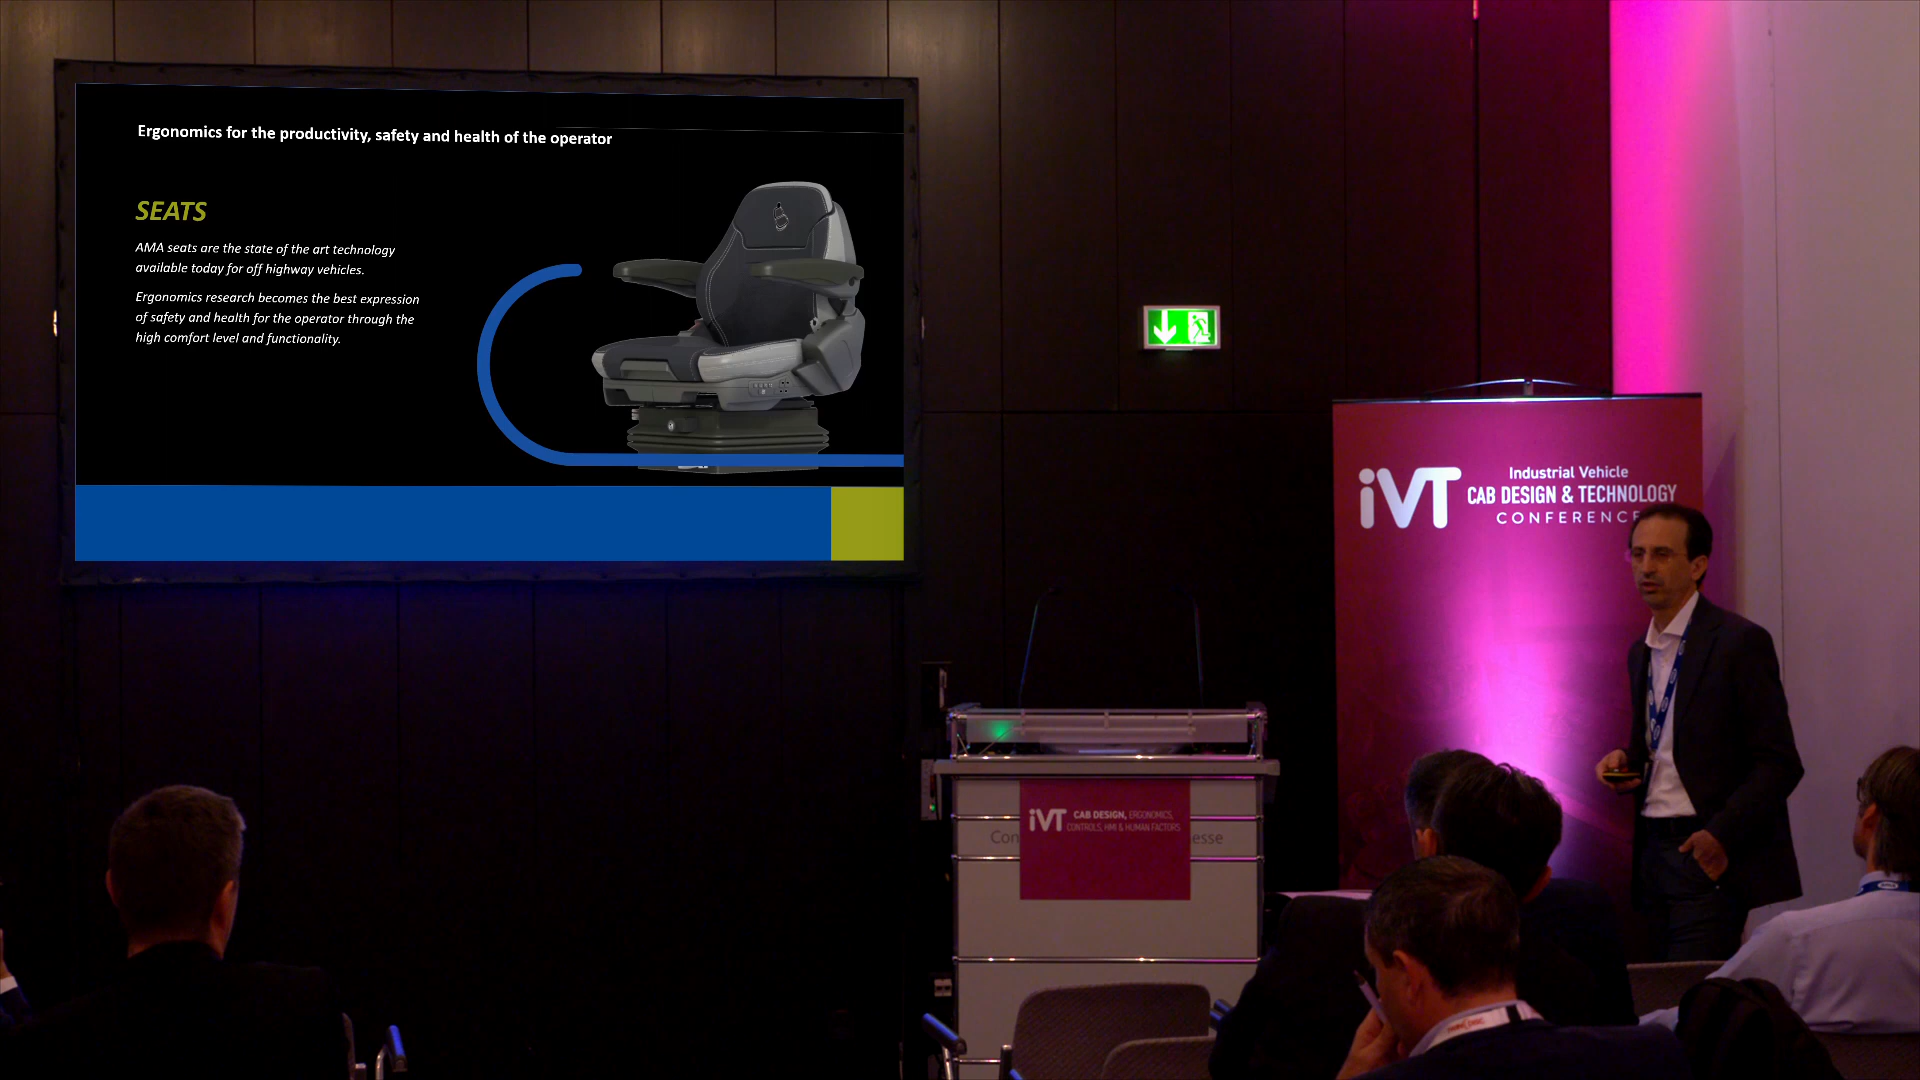 Ergonomics for the productivity, safety and health of the operator
SEATS
AMA seats are the state of the art technology
available today for off highway vehicles.
Ergonomics research becomes the best expression
of safety and health for the operator through the
high comfort level and functionality.
iVT
Industrial Vehicle
CAB DESIGN & TECHNOLOGY
CONFERENCE
iVT
CAB DESIGN, ERGONOMICS,
CONTROLS, HMI & HUMAN FACTORS
Con
esse